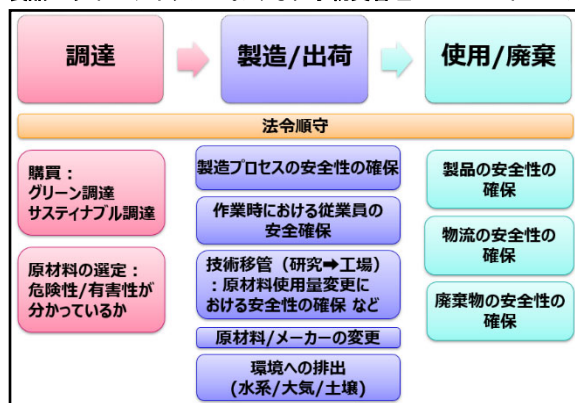 調達
製造/出荷
使用/廃棄
法令順守
購買：
グリーン調達
サスティナブル調達
原材料の選定：
危険性/有害性が
分かっているか
製造プロセスの安全性の確保
作業時における従業員の
安全確保
技術移管（研究➡工場）
：原材料使用量変更に
おける安全性の確保 など
原材料/メーカーの変更
環境への排出
(水系/大気/土壌)
製品の安全性の
確保
物流の安全性の
確保
廃棄物の安全性の
確保